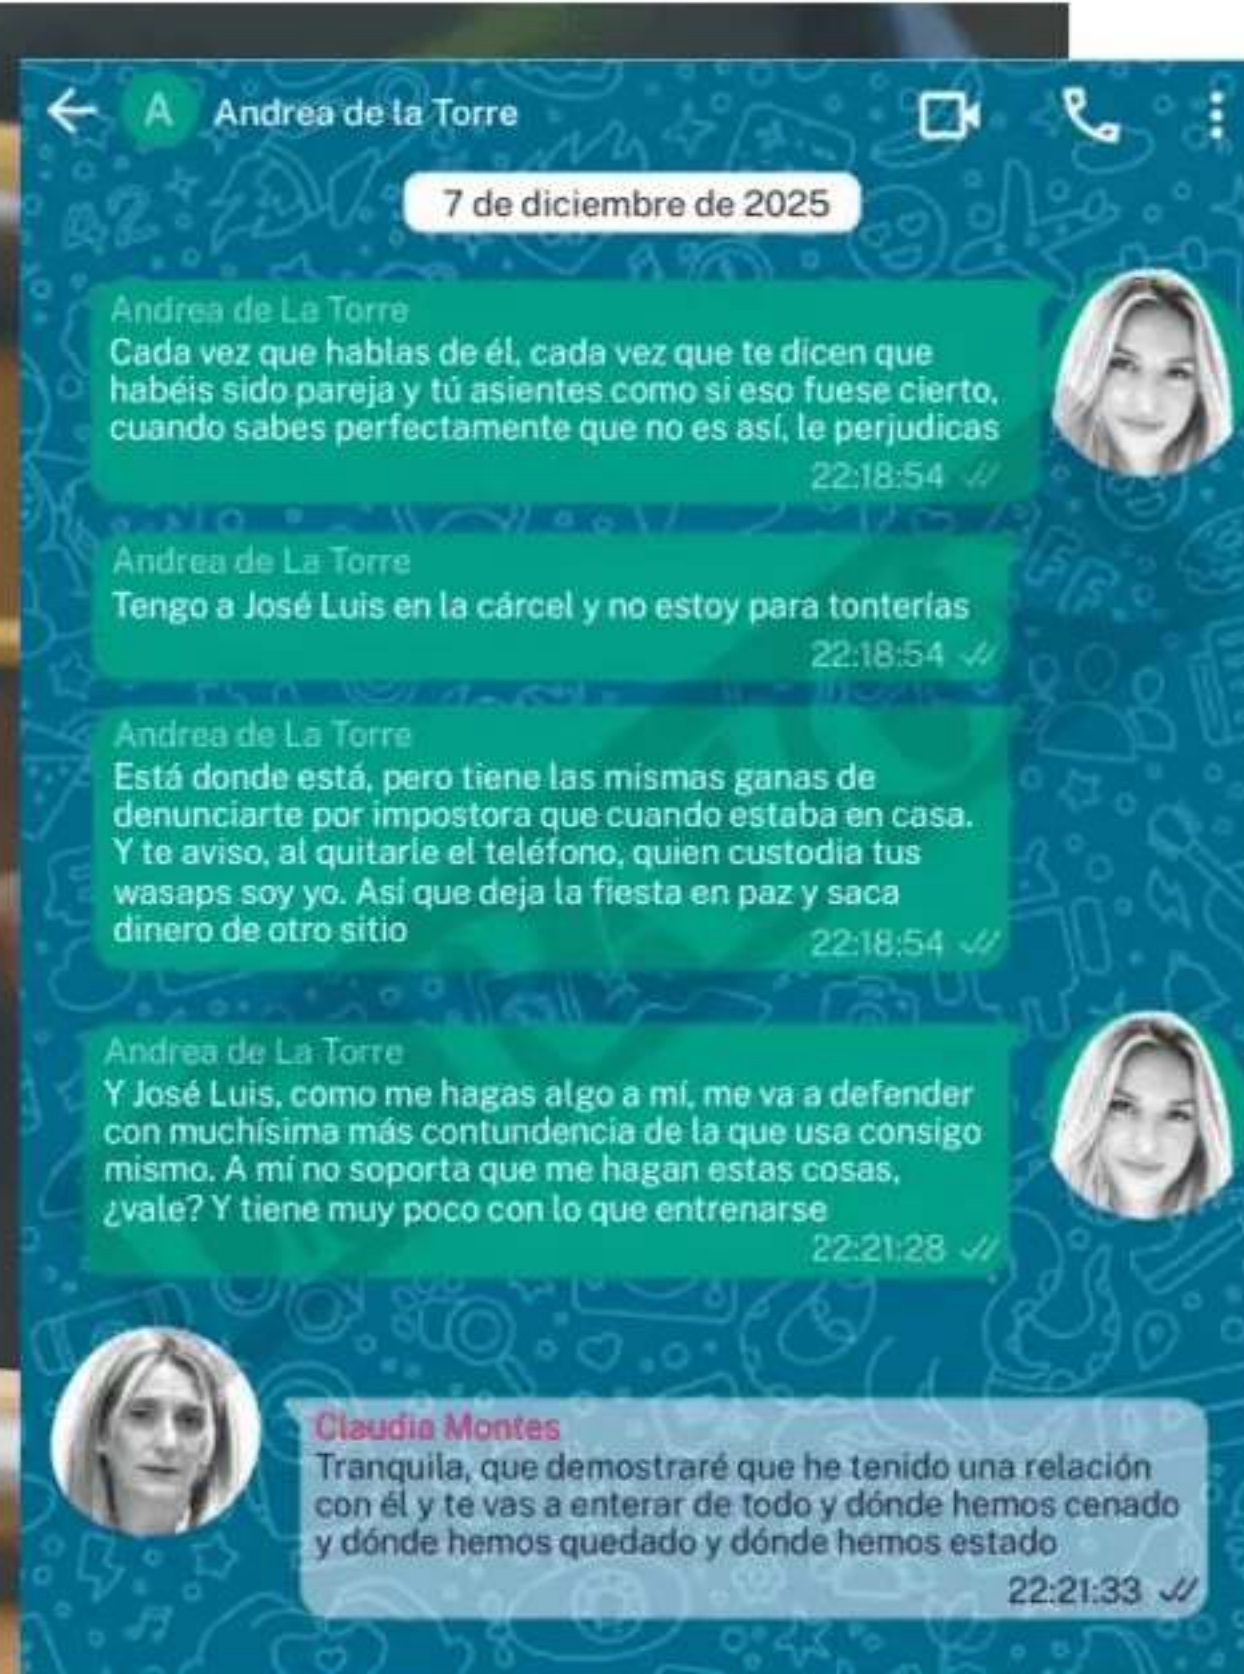 A Andrea de la Torre
7 de diciembre de 2025
Andrea de La Torre
Cada vez que hablas de él, cada vez que te dicen que
habéis sido pareja y tú asientes como si eso fuese cierto,
cuando sabes perfectamente que no es así, le perjudicas
22:18:54
Andrea de La Torre
Tengo a José Luis en la cárcel y no estoy para tonterías
22:18:54
Andrea de La Torre
Está donde está, pero tiene las mismas ganas de
denunciarte por impostora que cuando estaba en casa.
Y te aviso, al quitarle el teléfono, quien custodia tus
wasaps soy yo. Así que deja la fiesta en paz y saca
dinero de otro sitio
22:18:54
Andrea de La Torre
Y José Luis, como me hagas algo a mí, me va a defender
con muchísima más contundencia de la que usa consigo
mismo. A mí no soporta que me hagan estas cosas,
¿vale? Y tiene muy poco con lo que entrenarse
22:21:28
Claudia Montes
Tranquila, que demostraré que he tenido una relación
con él y te vas a enterar de todo y dónde hemos cenado
y dónde hemos quedado y dónde hemos estado
22:21:33